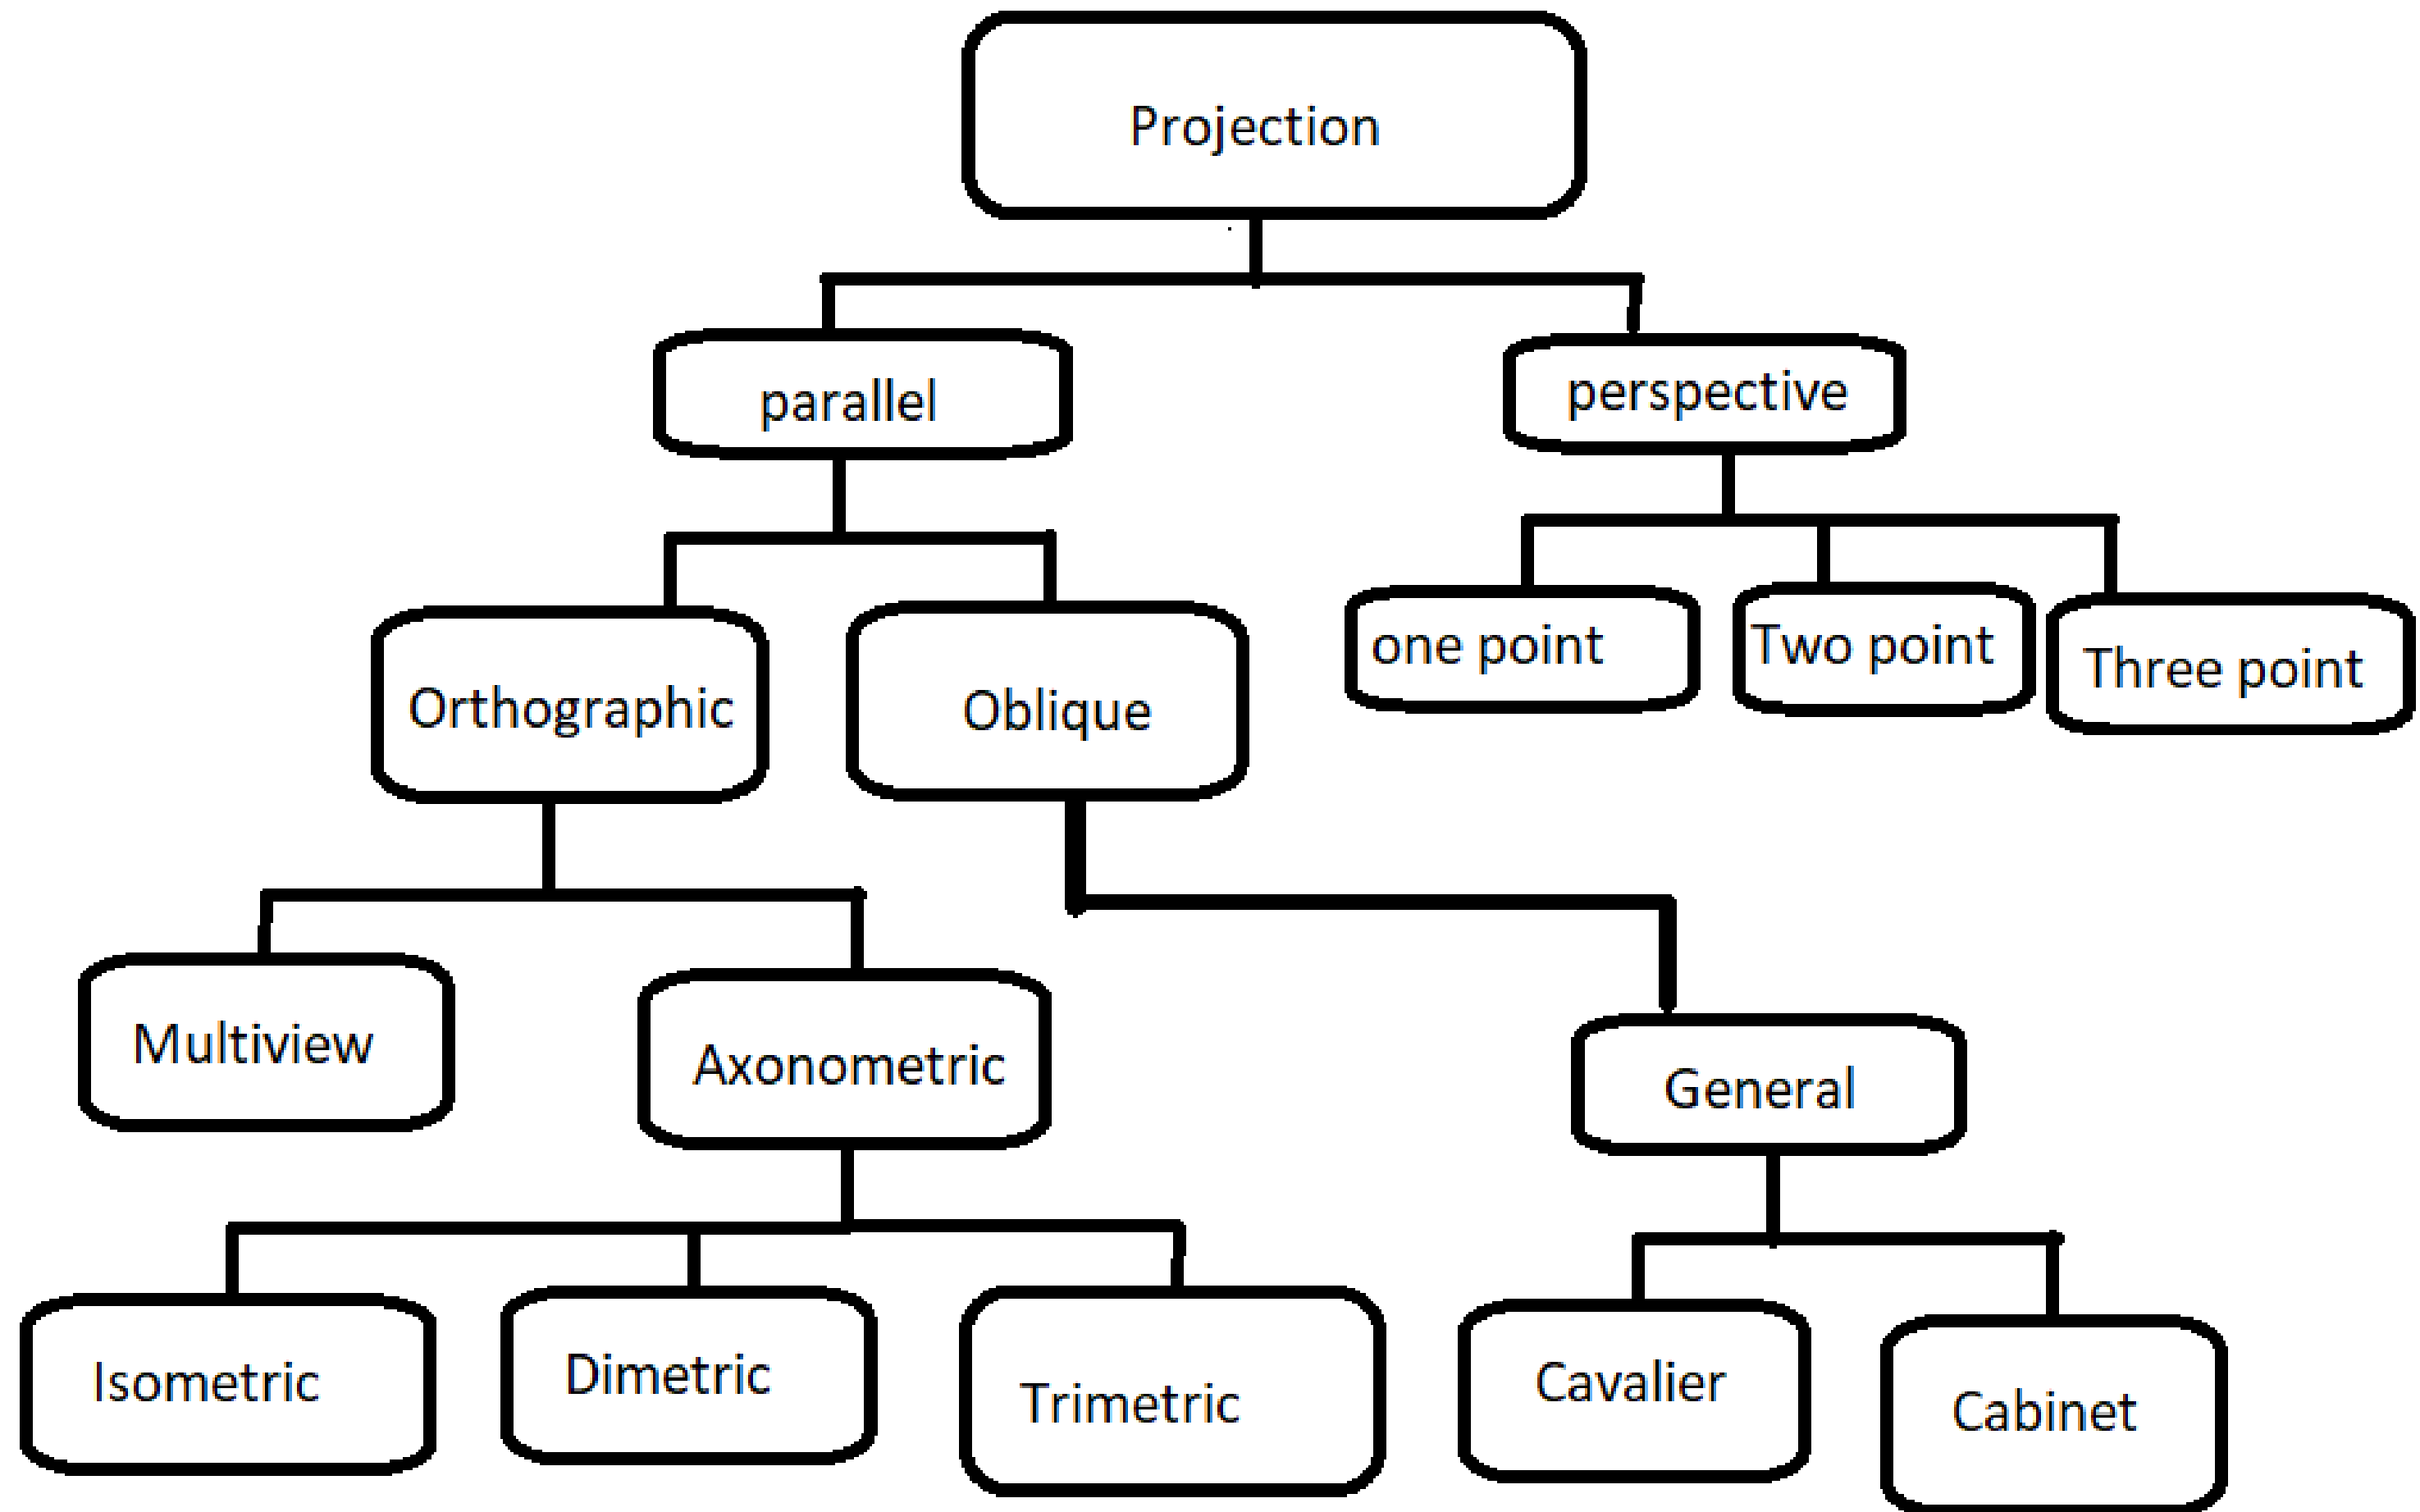 Projection
parallel
perspective
one point
Two point
Three point
Orthographic
Oblique
Multiview
Axonometric
General
Isometric
Dimetric
Trimetric
Cavalier
Cabinet